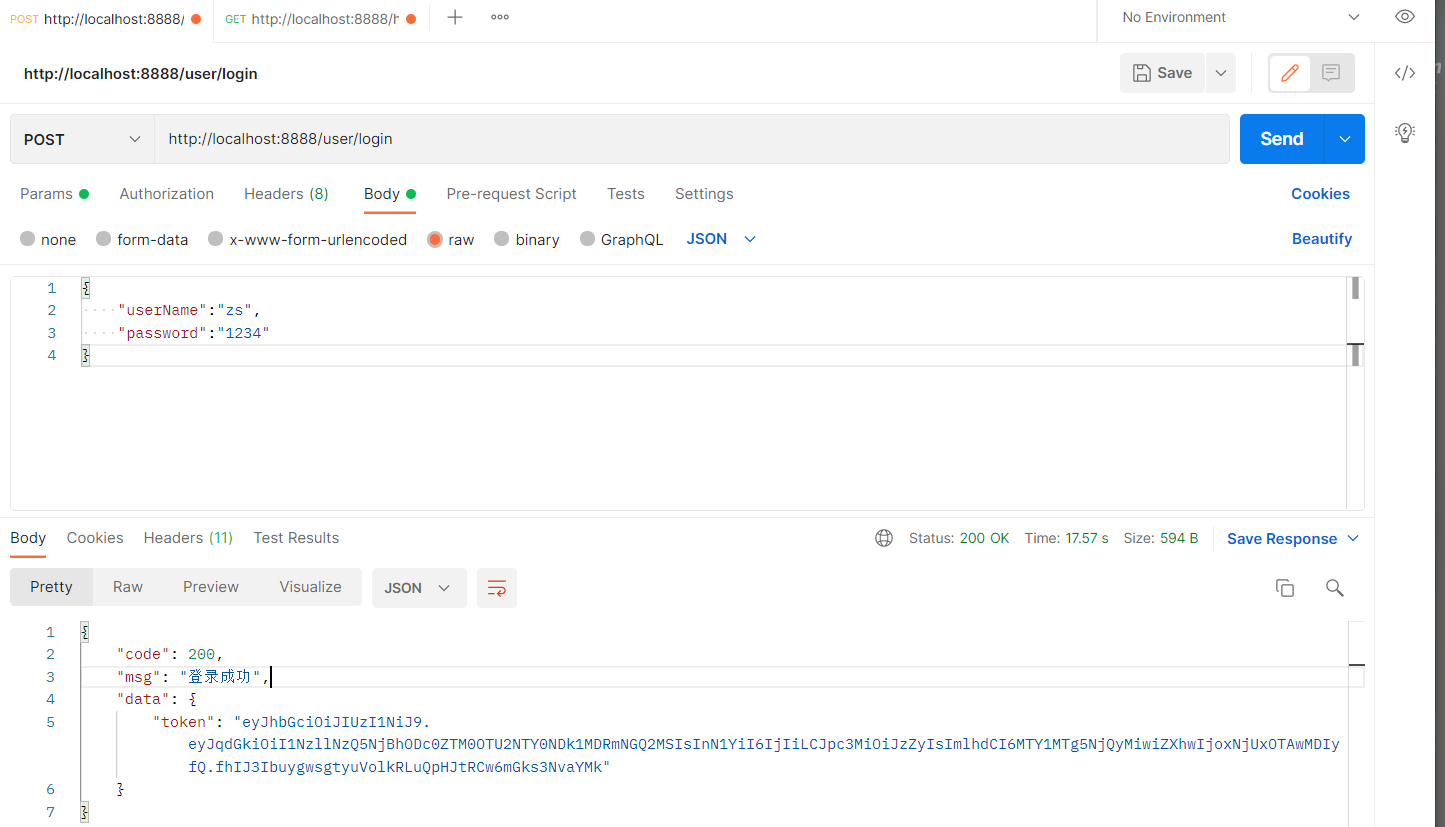 POST http://localhost:8888/ GET http://localhost:8888/h No Environment
http://localhost:8888/user/login Save
POST http://localhost:8888/user/login Send
Params Authorization Headers (8) Body Pre-request Script Tests Settings Cookies
none form-data x-www-form-urlencoded raw binary GraphQL JSON Beautify
1 {
2 "userName":"zs",
3 "password":"1234"
4 }
Body Cookies Headers (11) Test Results Status: 200 OK Time: 17.57 s Size: 594 B Save Response
Pretty Raw Preview Visualize JSON
1 {
2 "code": 200,
3 "msg": "登录成功",
4 "data": {
5 "token": "eyJhbGciOiJIUzI1NiJ9.
eyJqdGkiOiI1NzllNzQ5NjBhODc0ZTM0OTU2NTY0NDk1MDRmNGQ2MSIsInN1YiI6IjIiLCJpc3MiOiJzZyIsImlhdCI6MTY1MTg5NjQyMiwiZXhwIjoxNjUxOTAwMDIy
fQ.fhIJ3IbuygwsgtyuVolkRLuQpHJtRCw6mGks3NvaYMk"
6 }
7 }